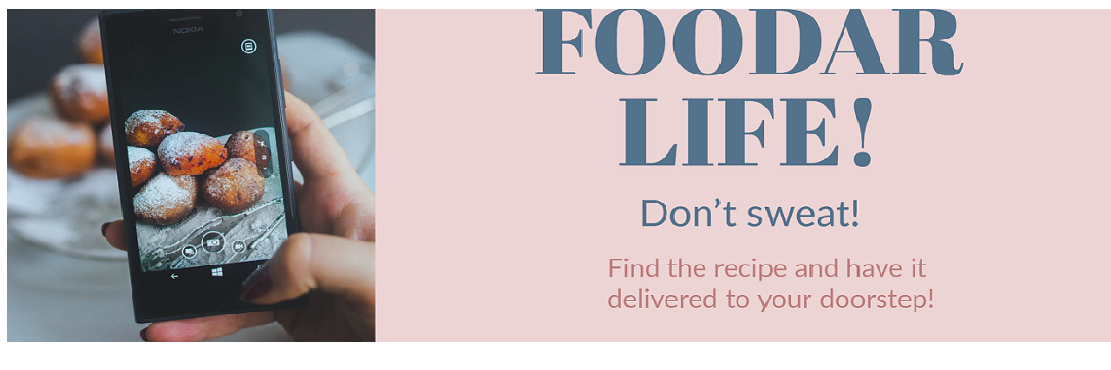 NOKIA
FOODAR
LIFE!
Don't sweat!
Find the recipe and have it
delivered to your doorstep!